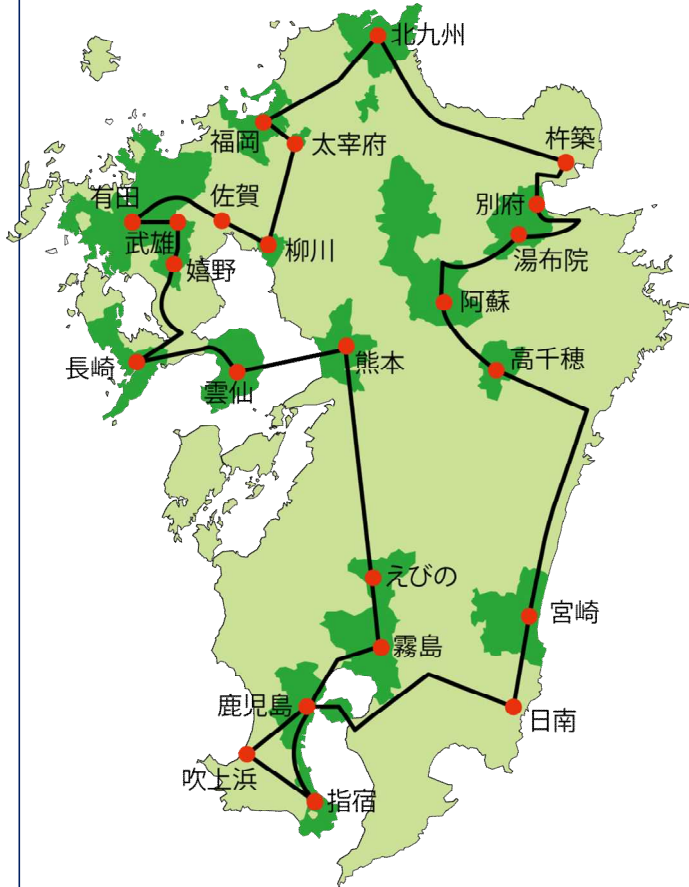 北九州
福岡
太宰府
杵築
有田
佐賀
別府
武雄
柳川
湯布院
嬉野
阿蘇
長崎
雲仙
熊本
高千穂
えびの
宮崎
霧島
鹿児島
日南
吹上浜
指宿